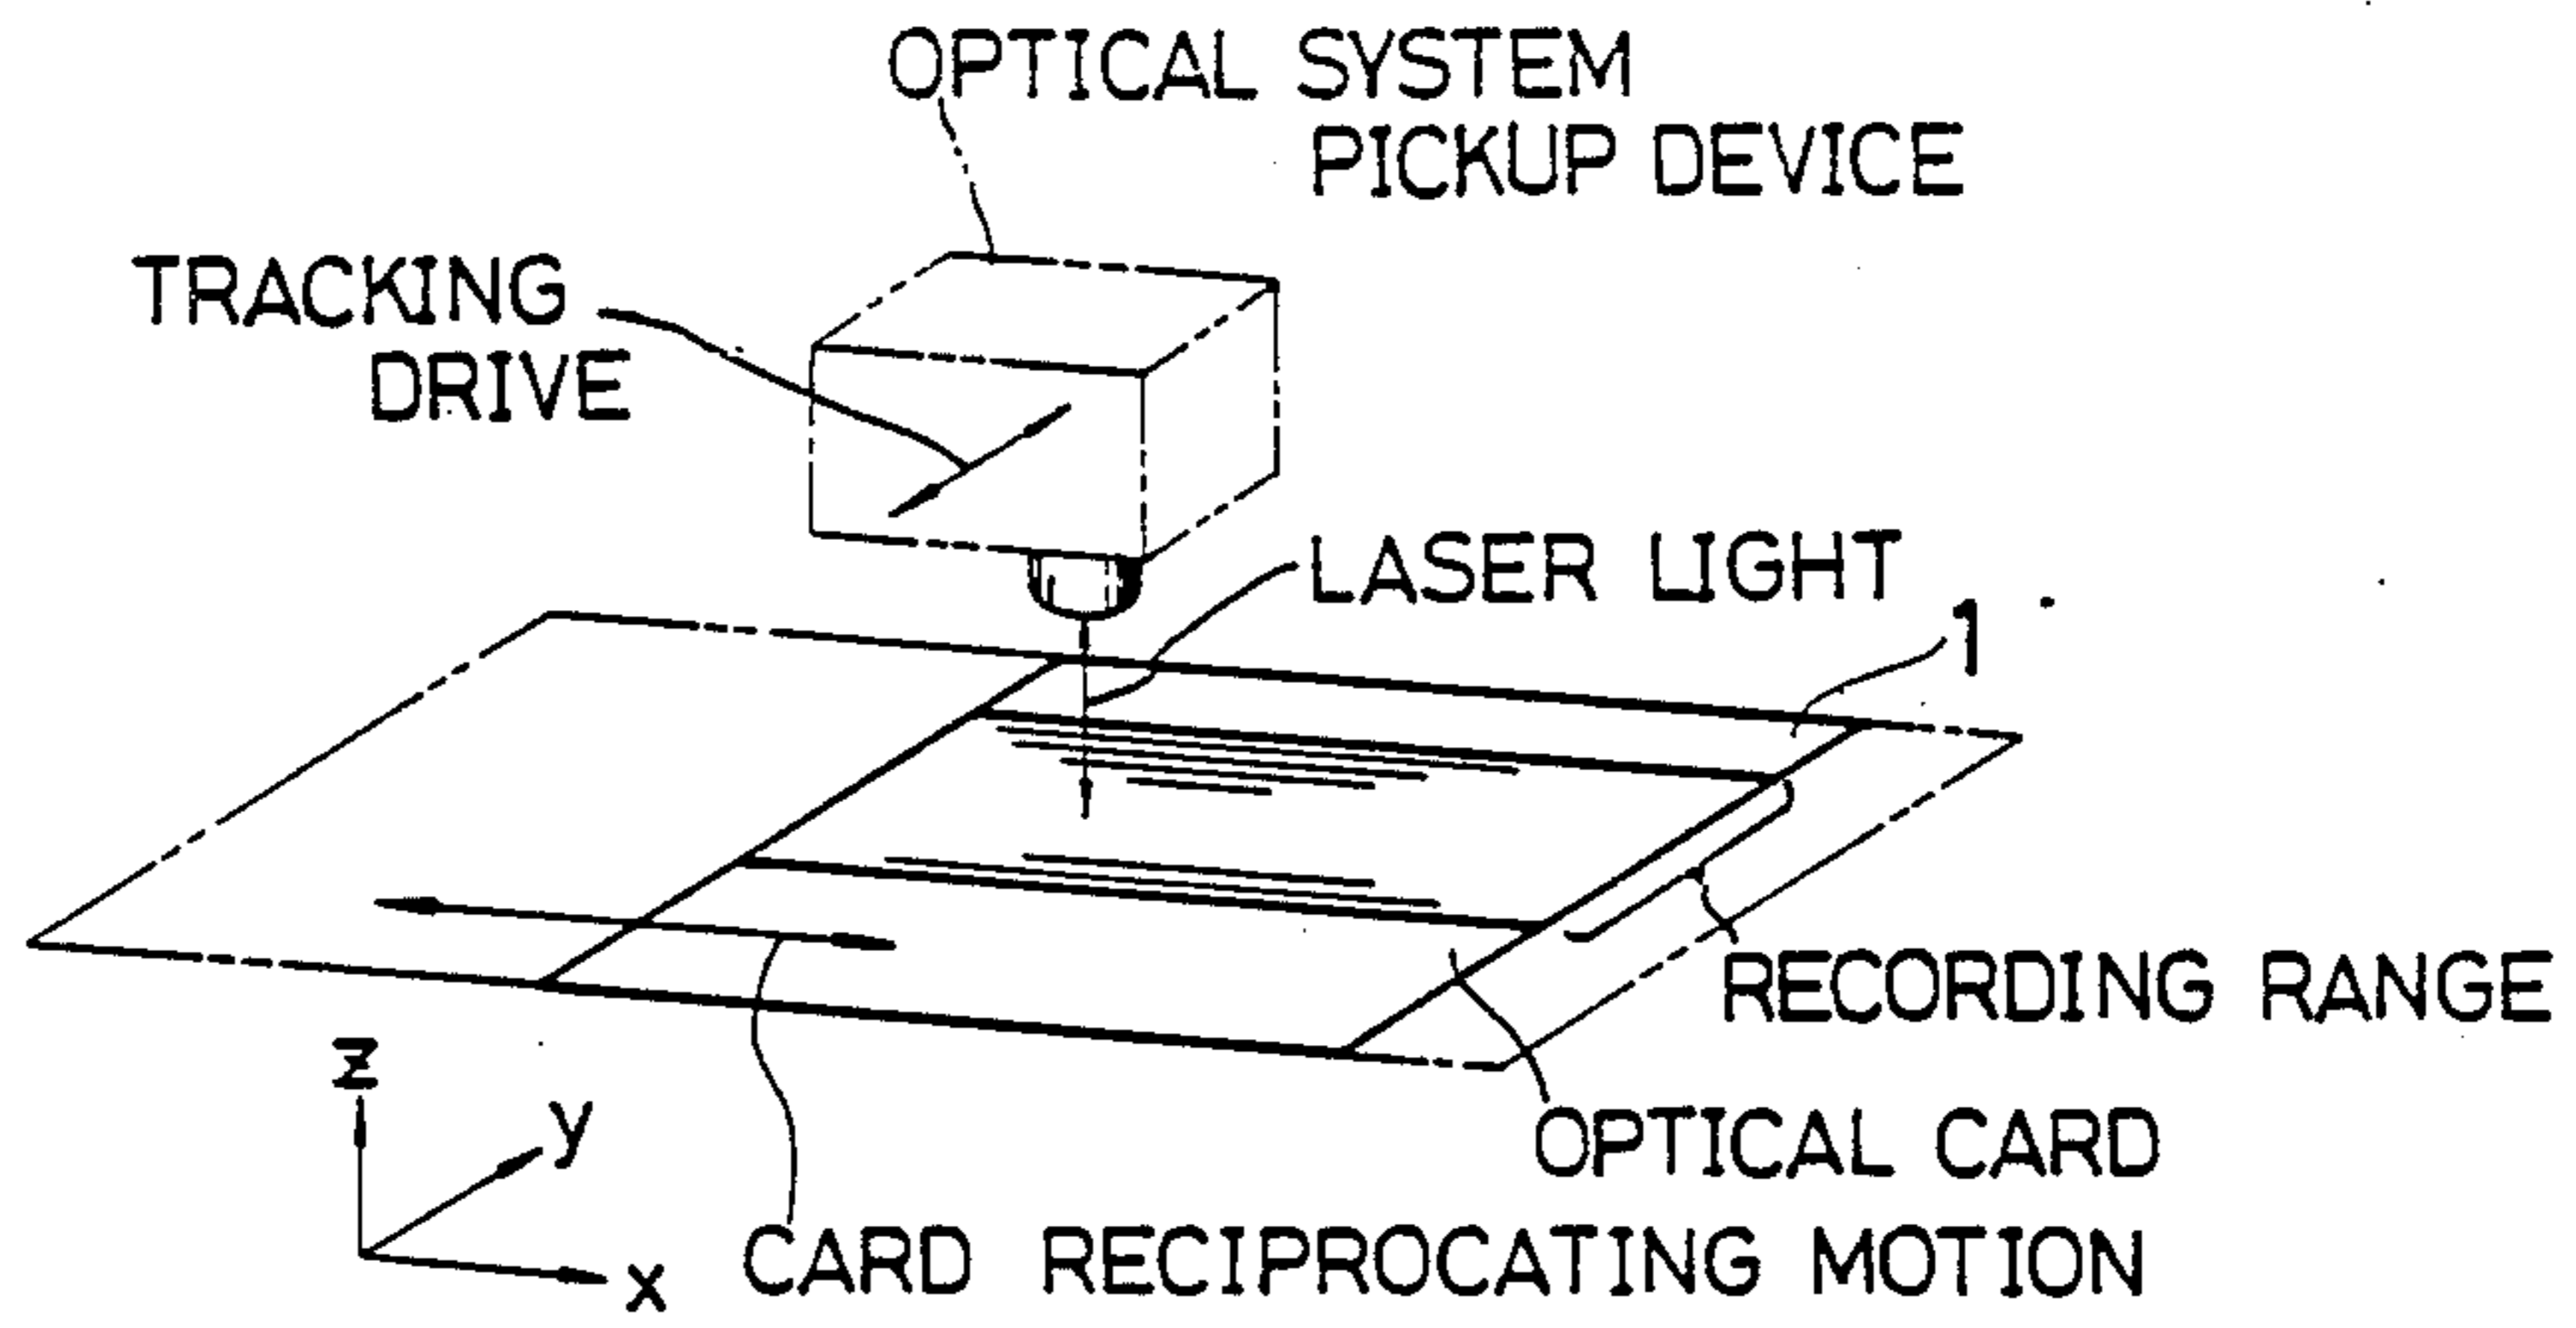 OPTICAL SYSTEM
PICKUP DEVICE
TRACKING
DRIVE
LASER LIGHT
1
RECORDING RANGE
OPTICAL CARD
CARD RECIPROCATING MOTION
z
y
x